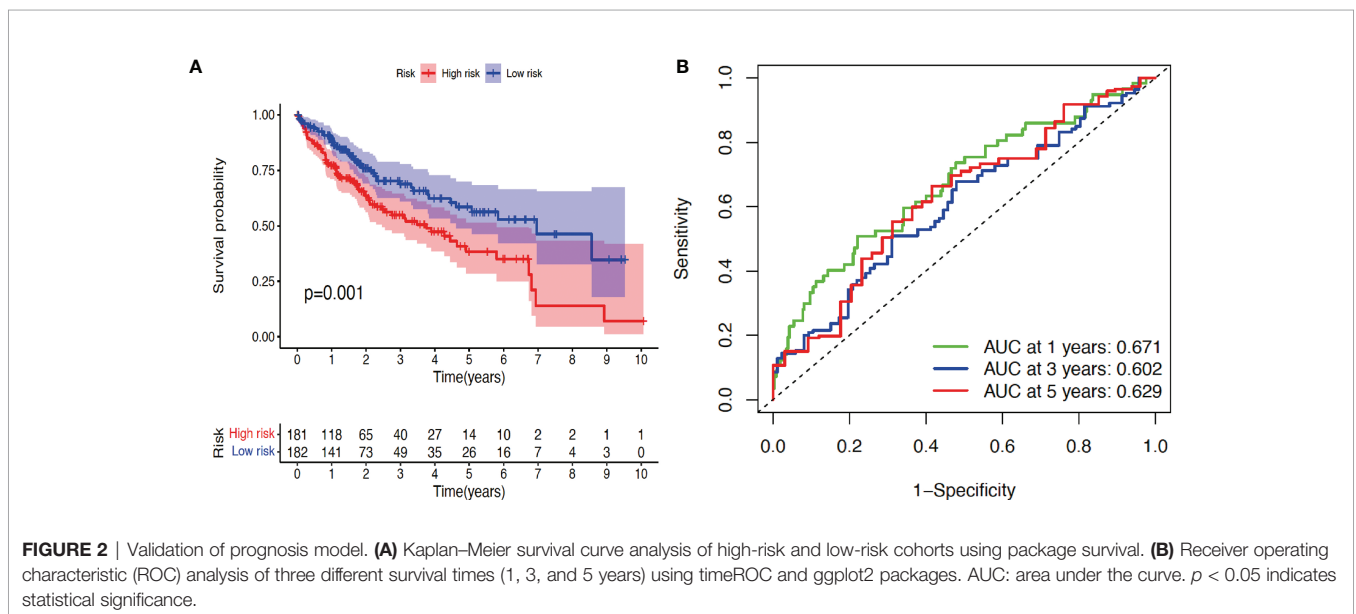 A
Risk High risk Low risk
Survival probability
1.00
0.75
0.50
0.25
0.00
p=0.001
0 1 2 3 4 5 6 7 8 9 10
Time(years)
Risk
High risk 181 118 65 40 27 14 10 2 2 1 1
Low risk 182 141 73 49 35 26 16 7 4 3 0
0 1 2 3 4 5 6 7 8 9 10
Time(years)
B
Sensitivity
1.0
0.8
0.6
0.4
0.2
0.0
AUC at 1 years: 0.671
AUC at 3 years: 0.602
AUC at 5 years: 0.629
0.0 0.2 0.4 0.6 0.8 1.0
1−Specificity
FIGURE 2 | Validation of prognosis model. (A) Kaplan–Meier survival curve analysis of high-risk and low-risk cohorts using package survival. (B) Receiver operating
characteristic (ROC) analysis of three different survival times (1, 3, and 5 years) using timeROC and ggplot2 packages. AUC: area under the curve. p < 0.05 indicates
statistical significance.